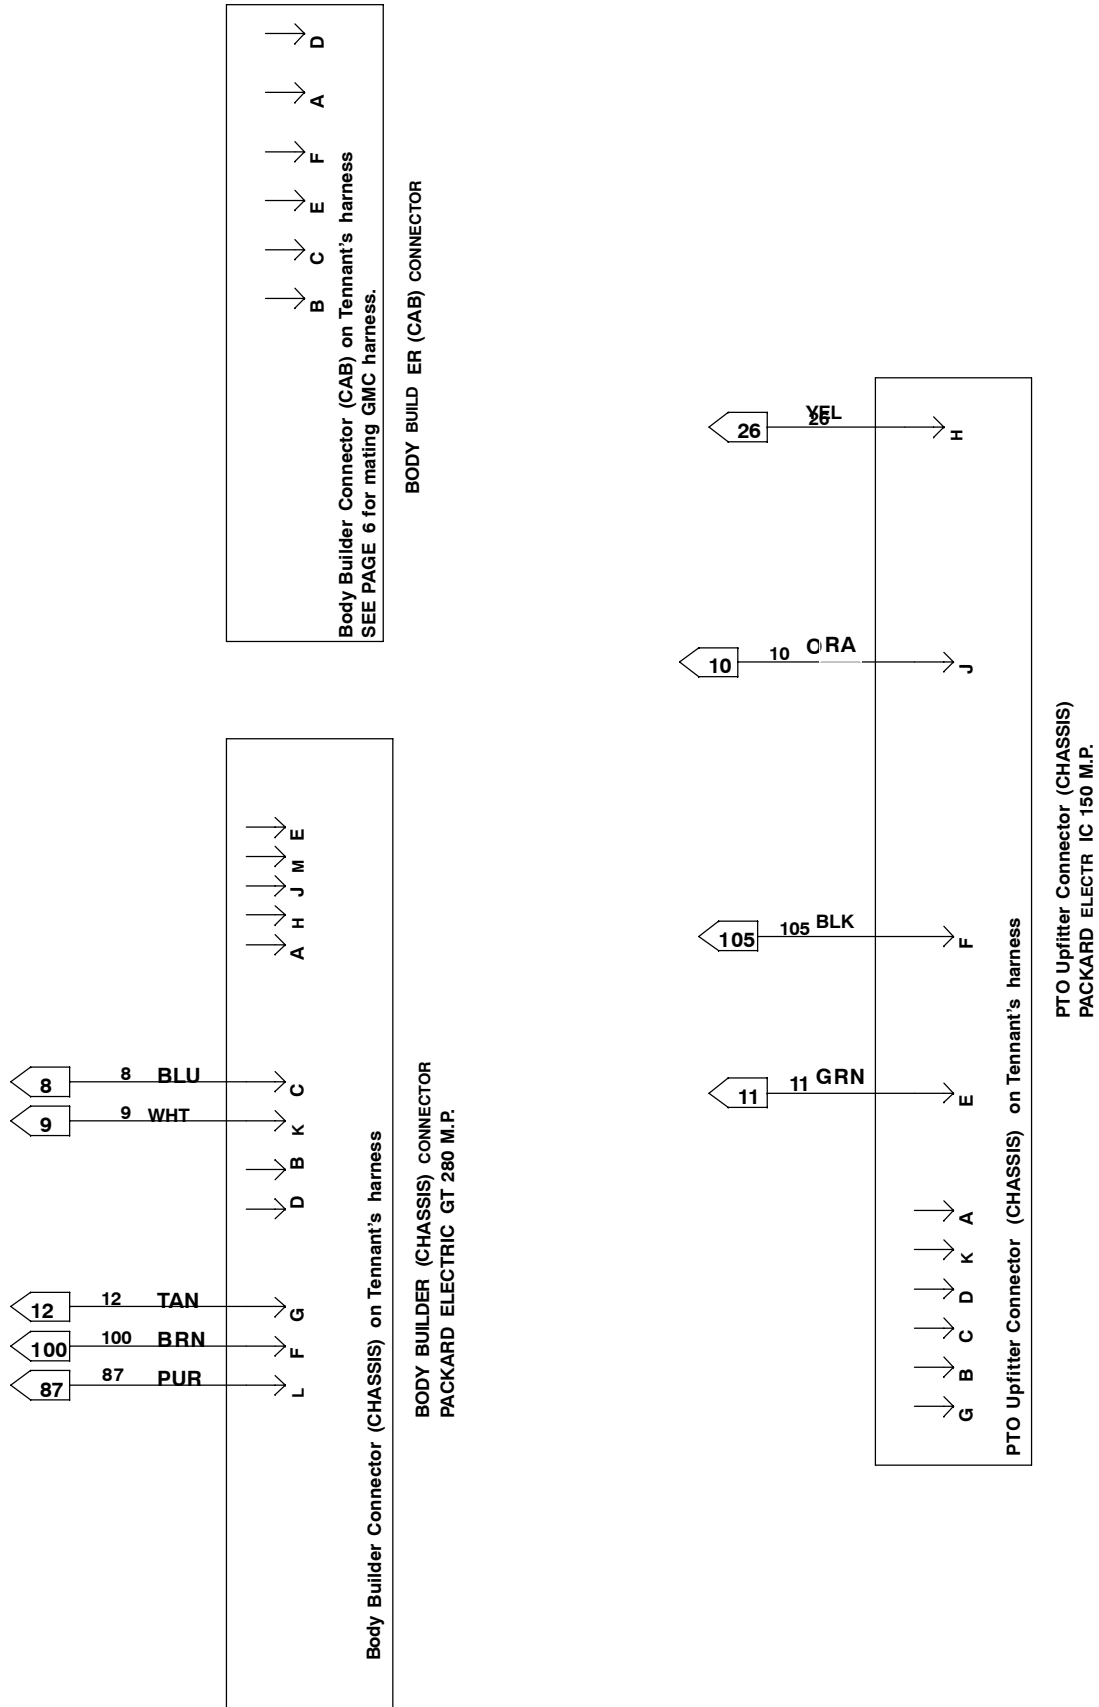 D
A
F
E
C
B
Body Builder Connector (CAB) on Tennant's harness
SEE PAGE 6 for mating GMC harness.
BODY BUILD ER (CAB) CONNECTOR
E
M
J
H
A
8 8 BLU C
9 9 WHT K
B
D
12 12 TAN G
100 100 BRN F
87 87 PUR L
Body Builder Connector (CHASSIS) on Tennant's harness
BODY BUILDER (CHASSIS) CONNECTOR
PACKARD ELECTRIC GT 280 M.P.
26 26 YEL H
10 10 ORA J
105 105 BLK F
11 11 GRN E
A
K
D
C
B
G
PTO Upfitter Connector (CHASSIS) on Tennant's harness
PTO Upfitter Connector (CHASSIS)
PACKARD ELECTR IC 150 M.P.